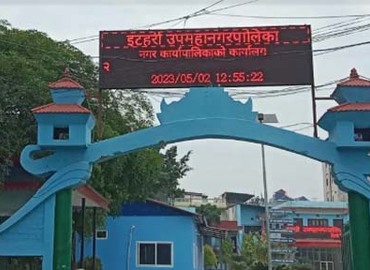 इटहरी उपमहानगरपालिका
नगर कार्यपालिकाको कार्यालय
२
2023/05/02 12:55:22